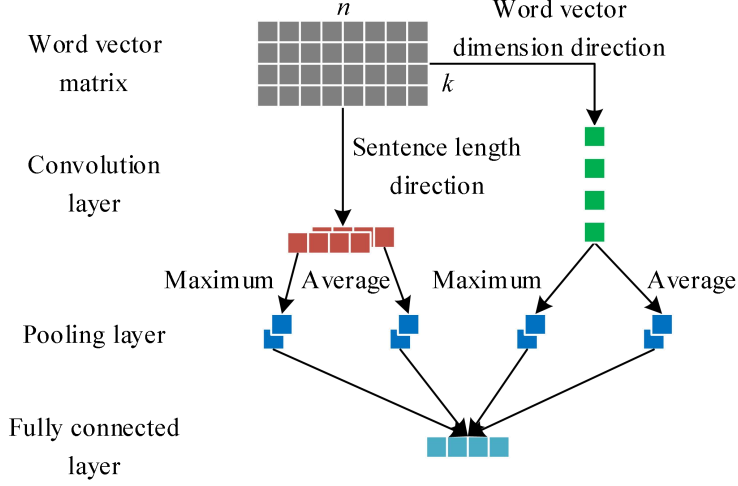 n
Word vector
dimension direction
Word vector
matrix
k
Sentence length
direction
Convolution
layer
Maximum
Average
Maximum
Average
Pooling layer
Fully connected
layer